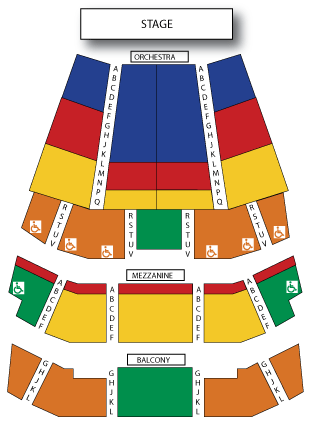 STAGE
ORCHESTRA
A A
B B
C C
D D
E E
F F
G G
H H
J J
K K
L L
M M
N N
P P
Q Q
R R R R
S S S S
T T T T
U U U U
V V V V
MEZZANINE
A A A A
B B B B
C C C C
D D D D
E E E E
F F F F
BALCONY
G G G G
H H H H
J J J J
K K K K
L L L L